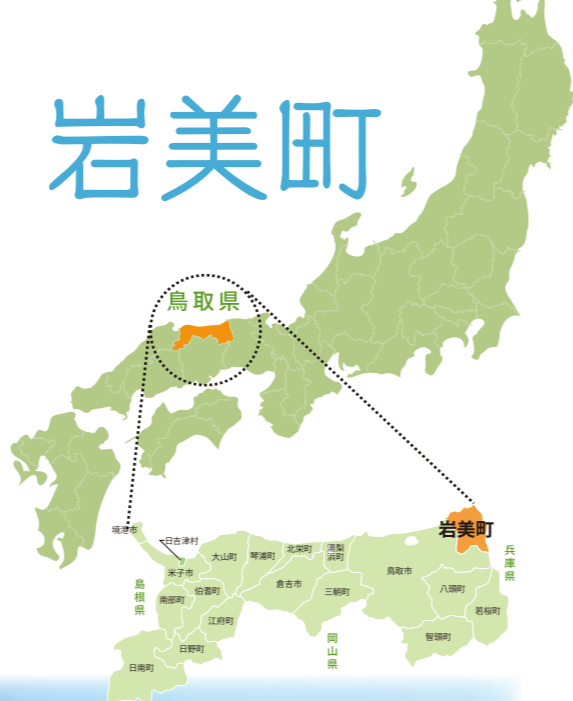 岩美町
鳥取県
岩美町
境港市
日吉津村
大山町
琴浦町
北栄町
湯梨
浜町
米子市
鳥取市
兵庫県
島根県
南部町
伯耆町
倉吉市
三朝町
八頭町
若桜町
江府町
岡山県
智頭町
日野町
日南町